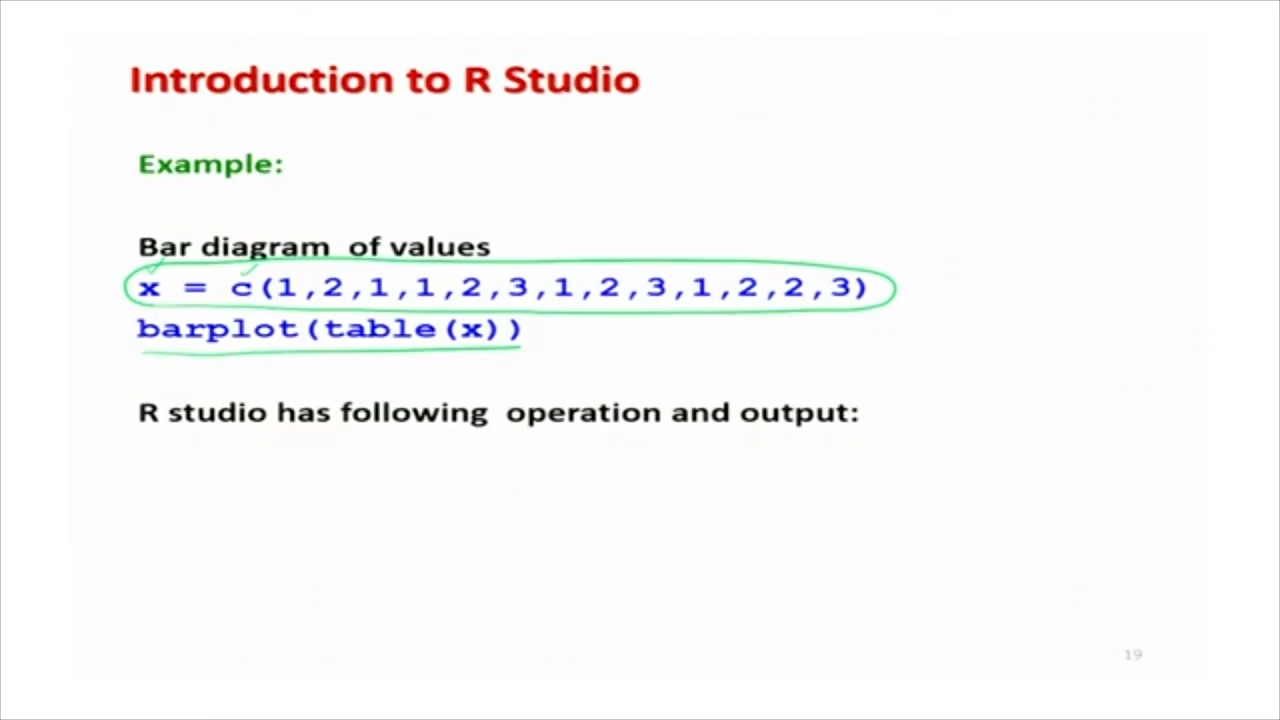 Introduction to R Studio
Example:
Bar diagram of values
x = c(1,2,1,1,2,3,1,2,3,1,2,2,3)
barplot(table(x))
R studio has following operation and output:
19